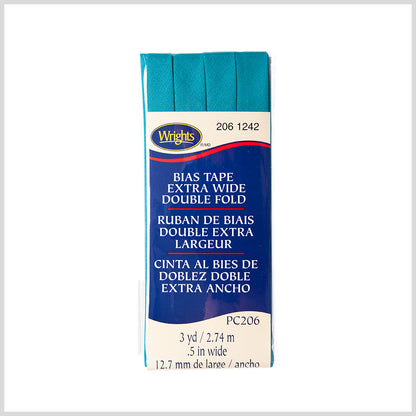 Wrights
®/MD
206 1242
BIAS TAPE
EXTRA WIDE
DOUBLE FOLD
RUBAN DE BIAIS
DOUBLE EXTRA
LARGEUR
CINTA AL BIES DE
DOBLEZ DOBLE
EXTRA ANCHO
PC206
3 yd / 2.74 m
.5 in wide
12.7 mm de large / ancho